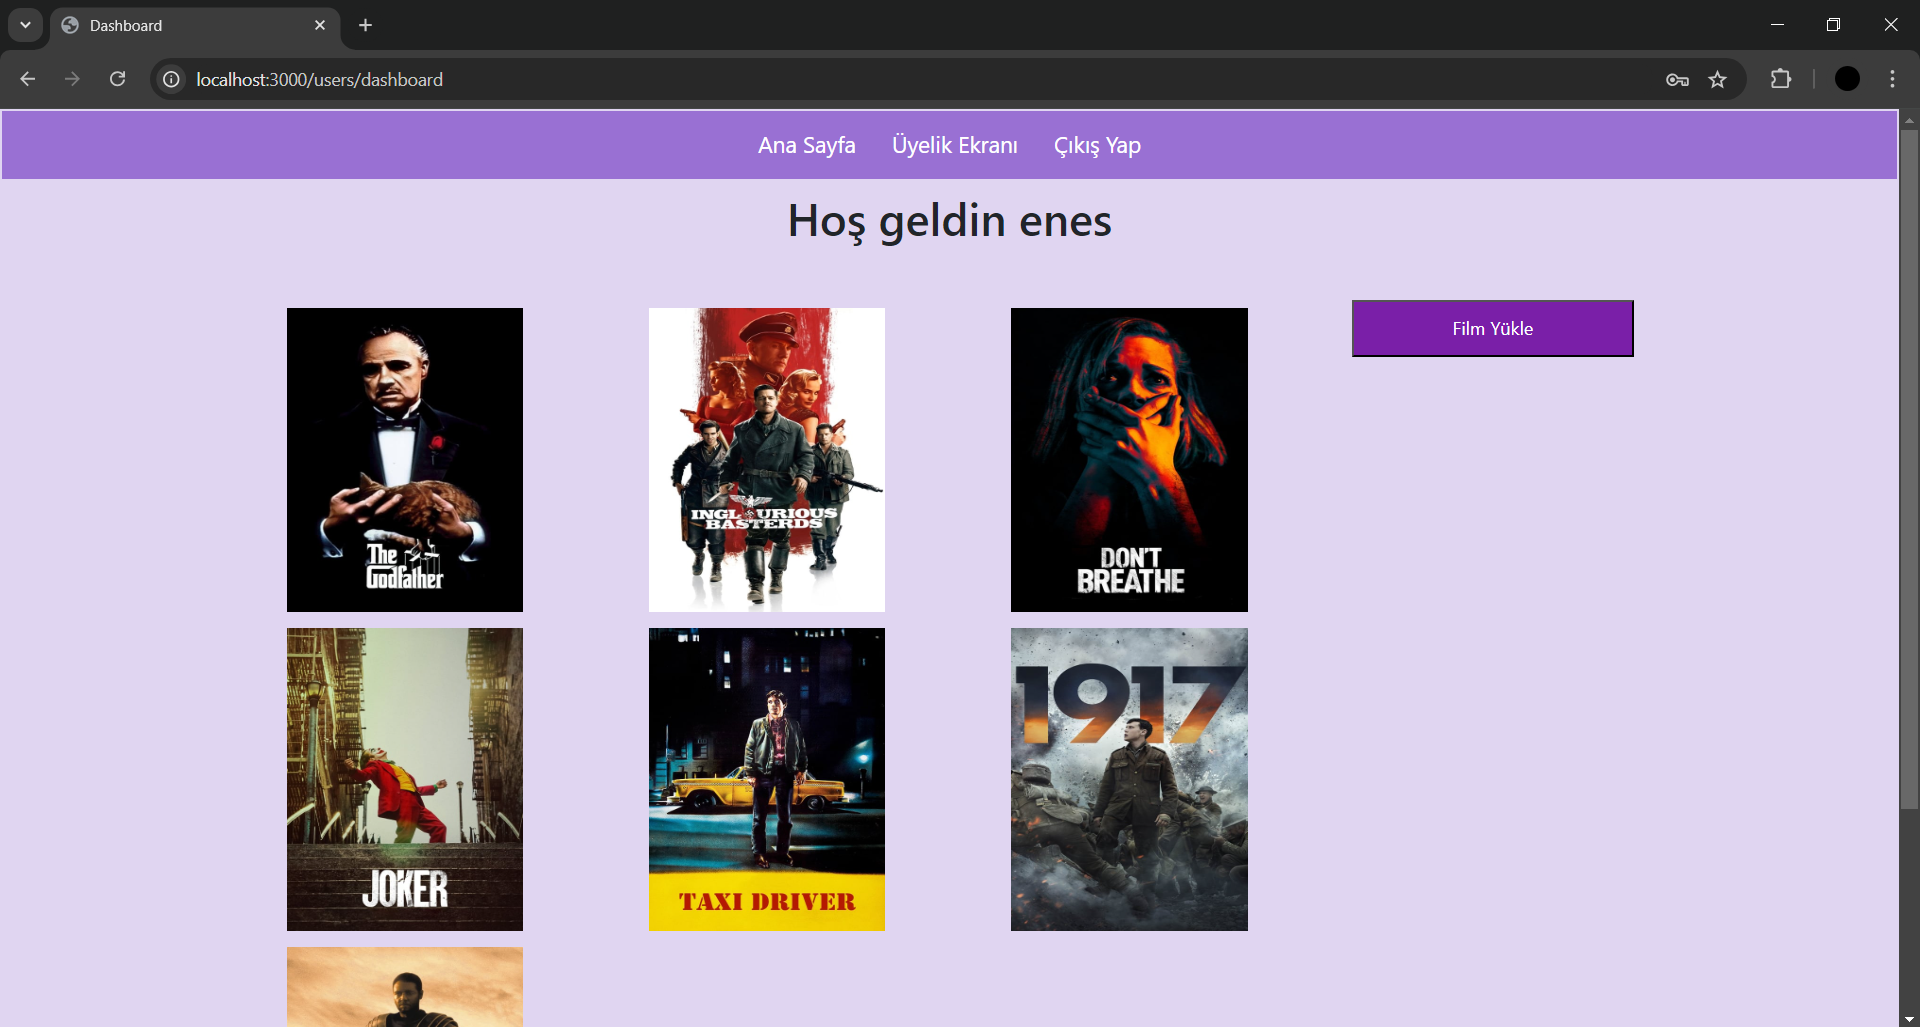 Dashboard
localhost:3000/users/dashboard
Ana Sayfa Üyelik Ekranı Çıkış Yap
Hoş geldin enes
Film Yükle
The
Godfather
INGLOURIOUS
BASTERDS
DON'T
BREATHE
JOKER
TAXI DRIVER
1917